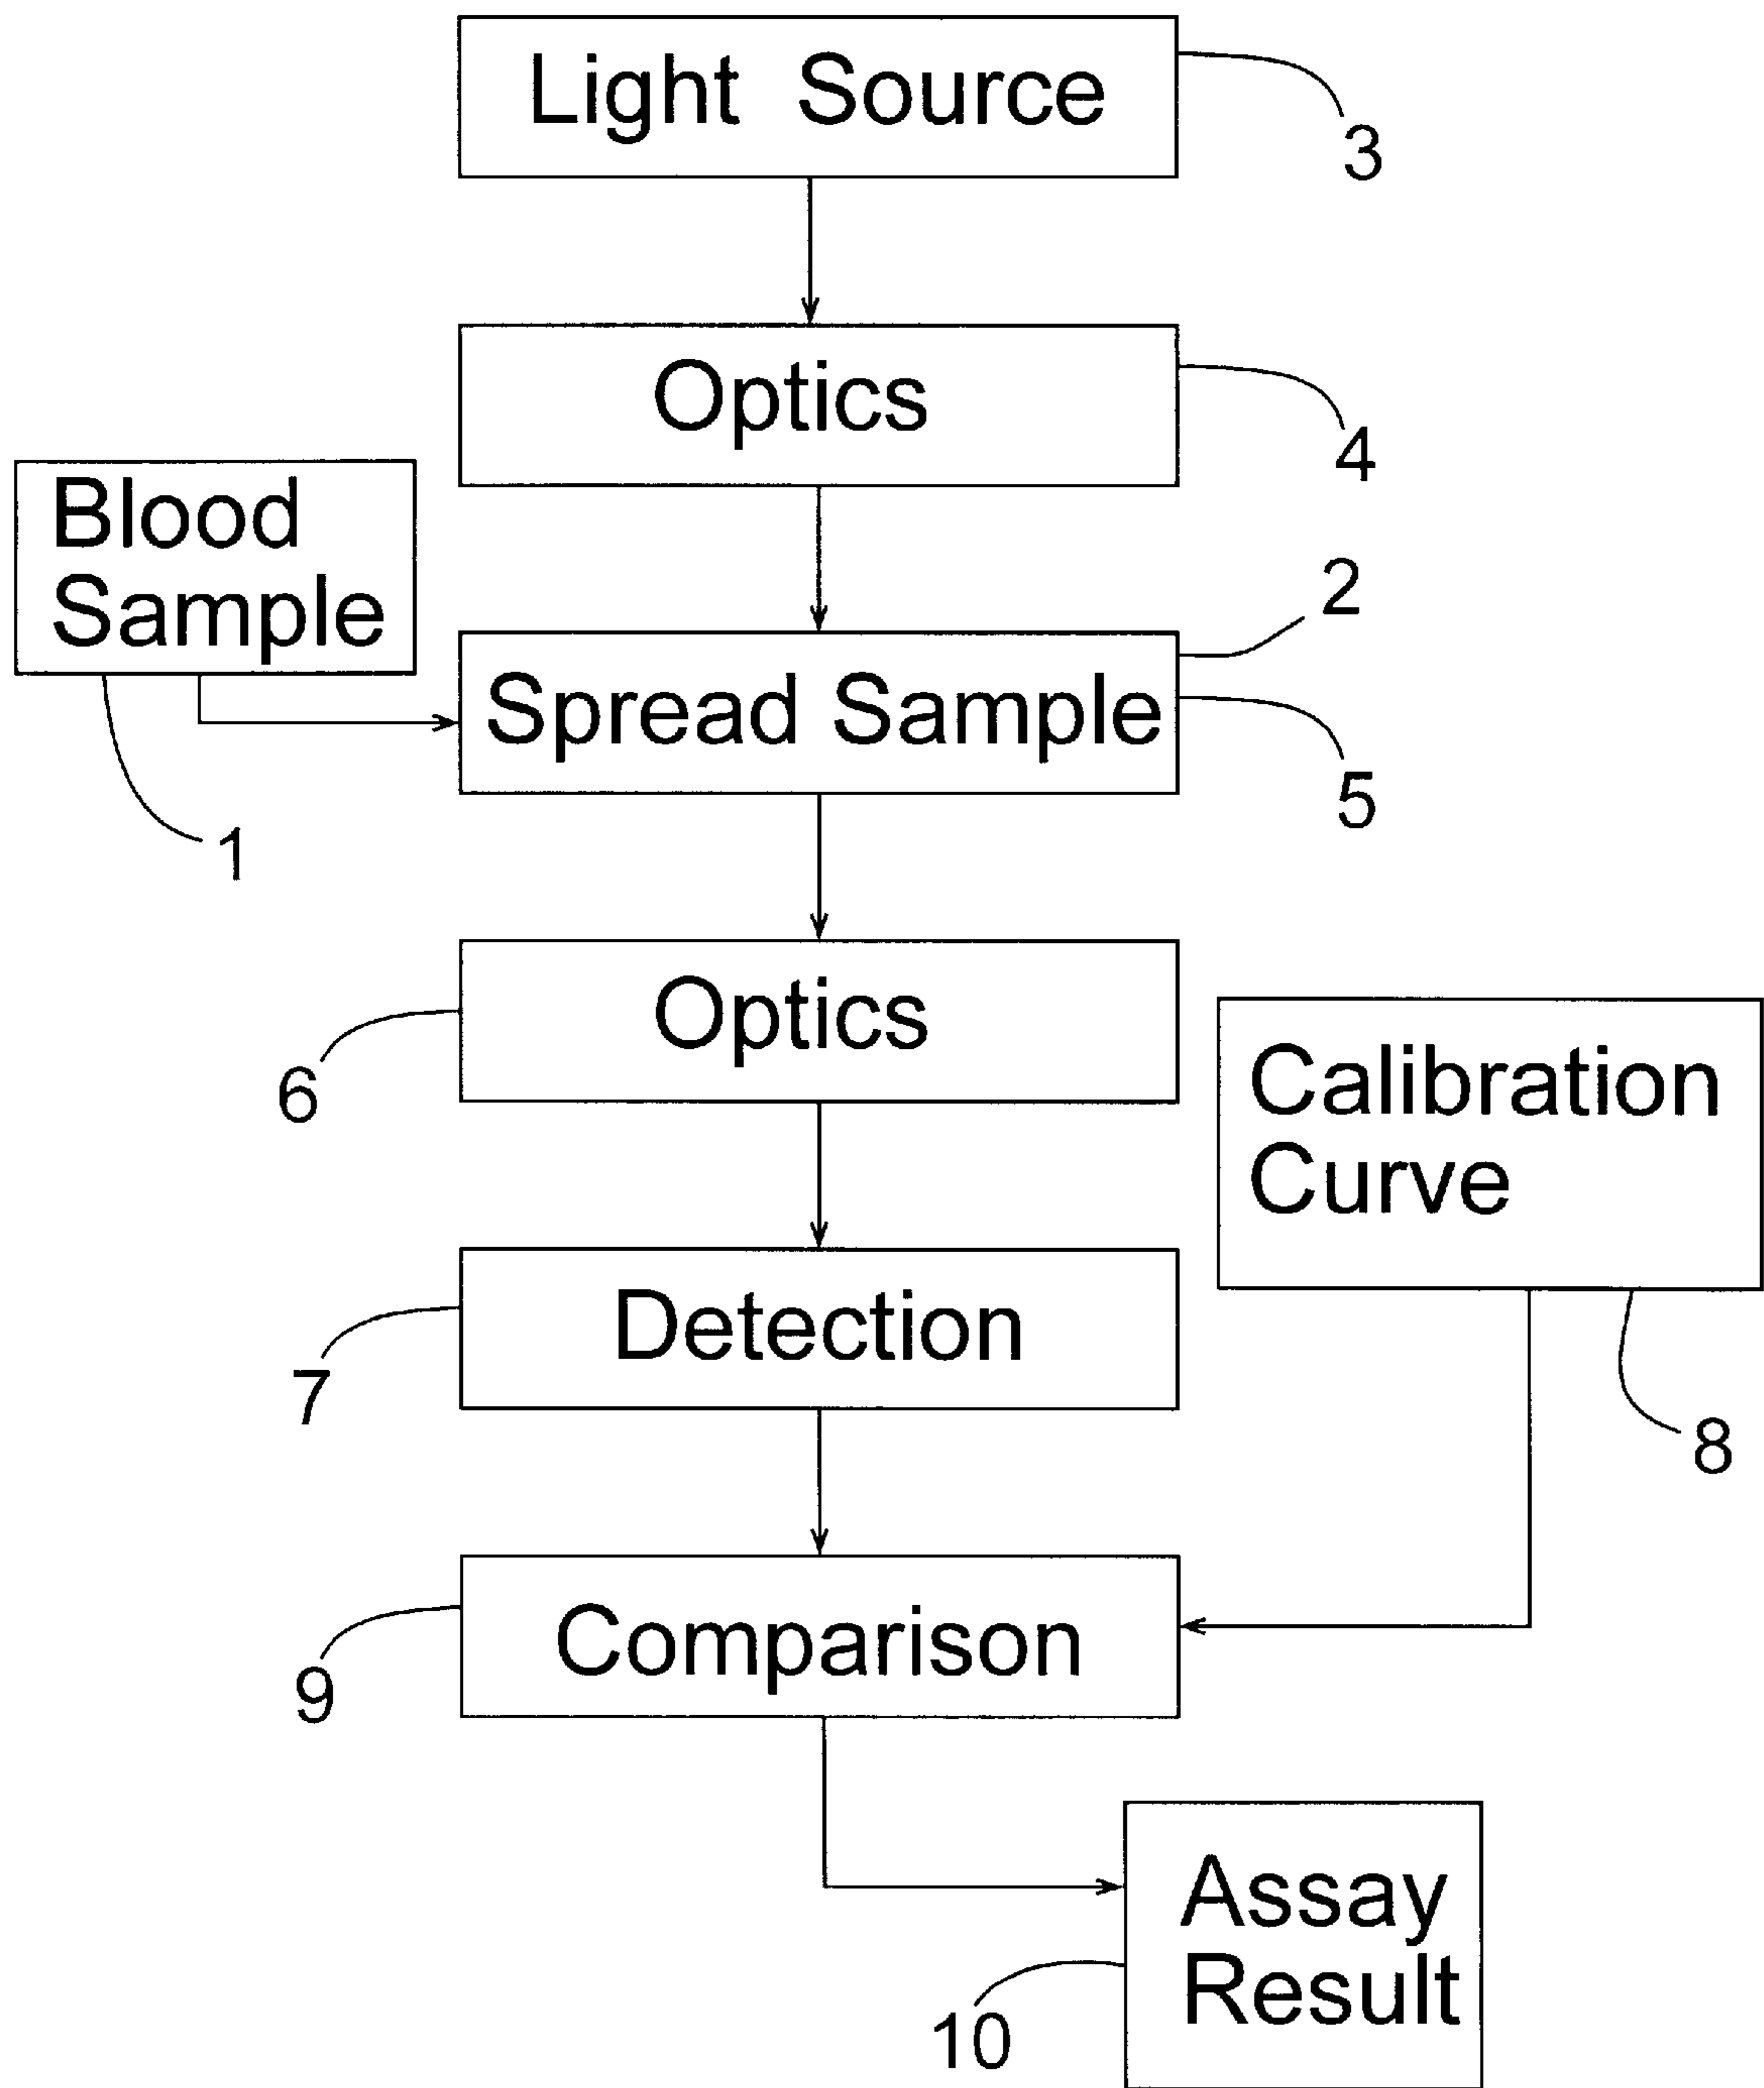 Light Source
3
Optics
4
Blood
Sample
2
Spread Sample
5
1
Optics
6
Calibration
Curve
Detection
7
8
Comparison
9
Assay
Result
10